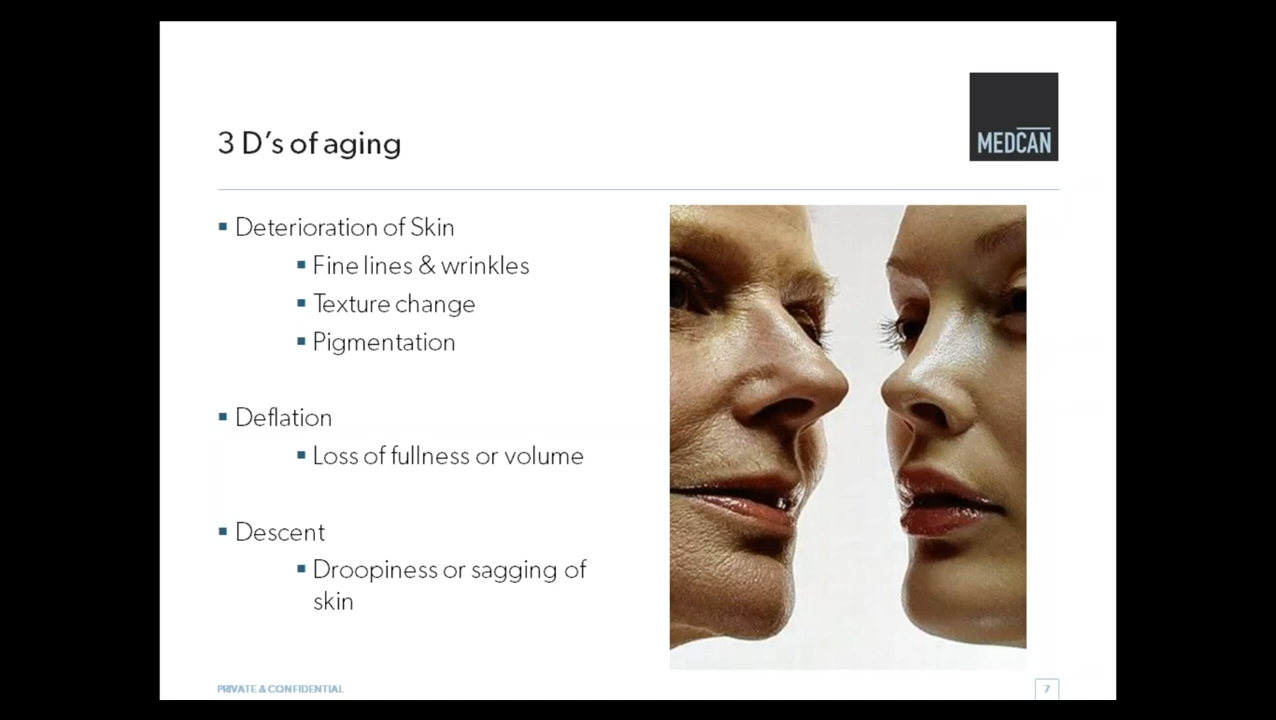 MEDCAN
3 D’s of aging
▪ Deterioration of Skin
▪ Fine lines & wrinkles
▪ Texture change
▪ Pigmentation
▪ Deflation
▪ Loss of fullness or volume
▪ Descent
▪ Droopiness or sagging of
skin
PRIVATE & CONFIDENTIAL
7